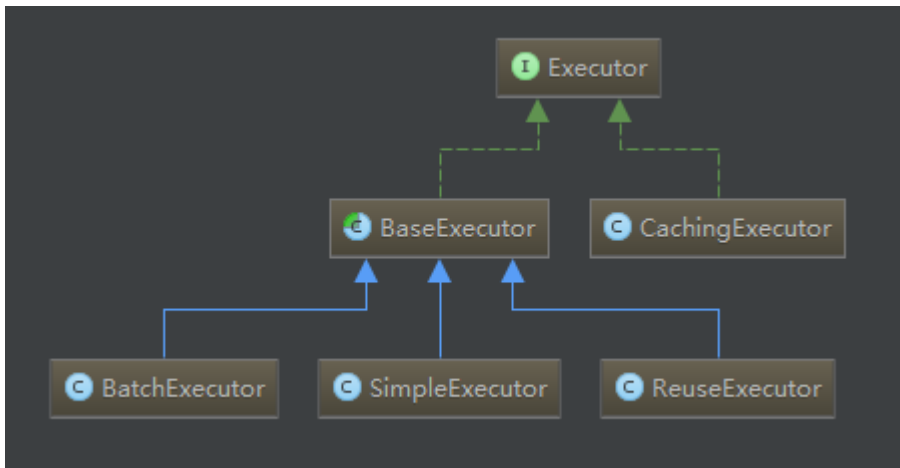 I Executor
C BaseExecutor
C CachingExecutor
C BatchExecutor
C SimpleExecutor
C ReuseExecutor